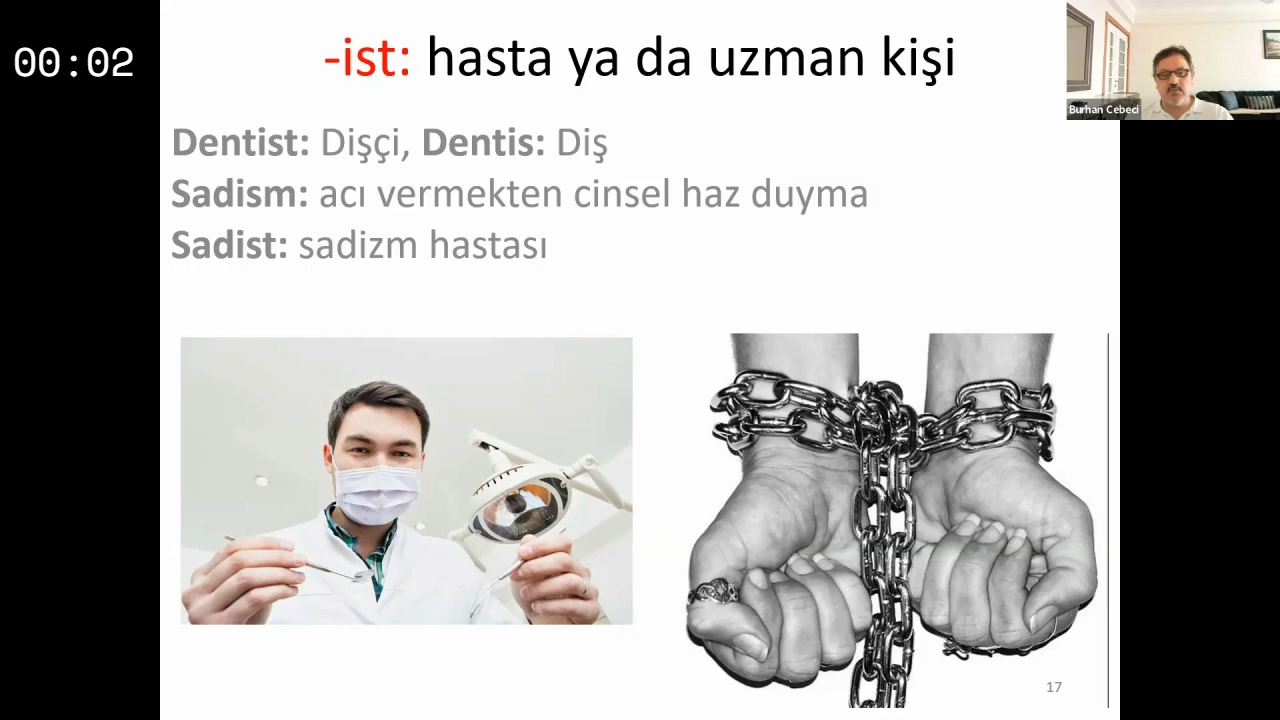 00:02
-ist: hasta ya da uzman kişi
Burhan Cebeci
Dentist: Dişçi, Dentis: Diş
Sadism: acı vermekten cinsel haz duyma
Sadist: sadizm hastası
17